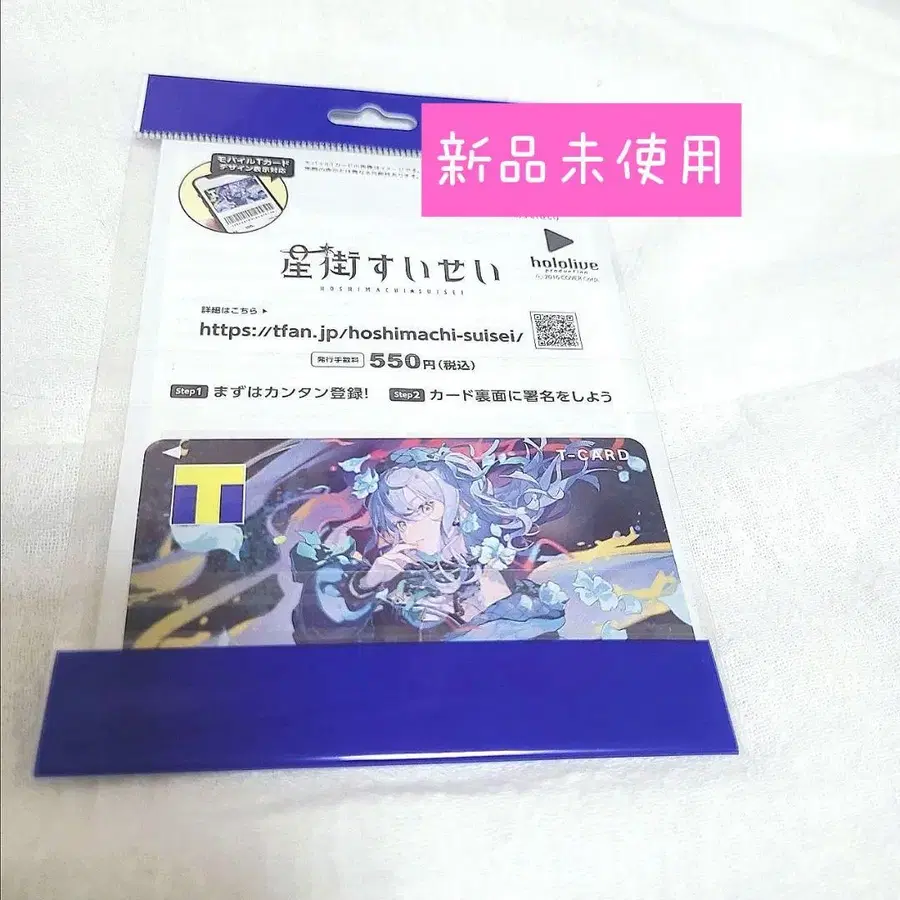 新品未使用
モバイルTカード
デザイン表示対応
星街すいせい
HOSHIMACHI SUISEI
hololive
production
© 2016 COVER Corp.
詳細はこちら ▶
https://tfan.jp/hoshimachi-suisei/
発行手数料 550円(税込)
Step1 まずはカンタン登録! Step2 カード裏面に署名をしよう
T-CARD
T